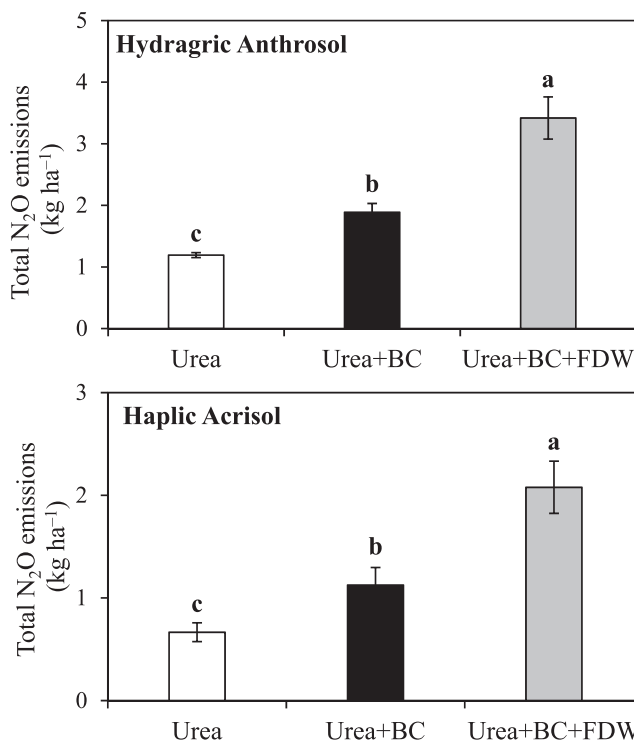 Hydragric Anthrosol
Total N₂O emissions
(kg ha⁻¹)
5
4
3
2
1
0
c
b
a
Urea
Urea+BC
Urea+BC+FDW
Haplic Acrisol
Total N₂O emissions
(kg ha⁻¹)
3
2
1
0
c
b
a
Urea
Urea+BC
Urea+BC+FDW